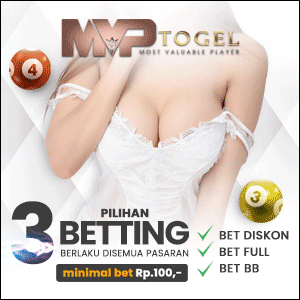 MVP TOGEL
MOST VALUABLE PLAYER
4
3 PILIHAN
BETTING
BERLAKU DISEMUA PASARAN
minimal bet Rp.100,-
3
BET DISKON
BET FULL
BET BB